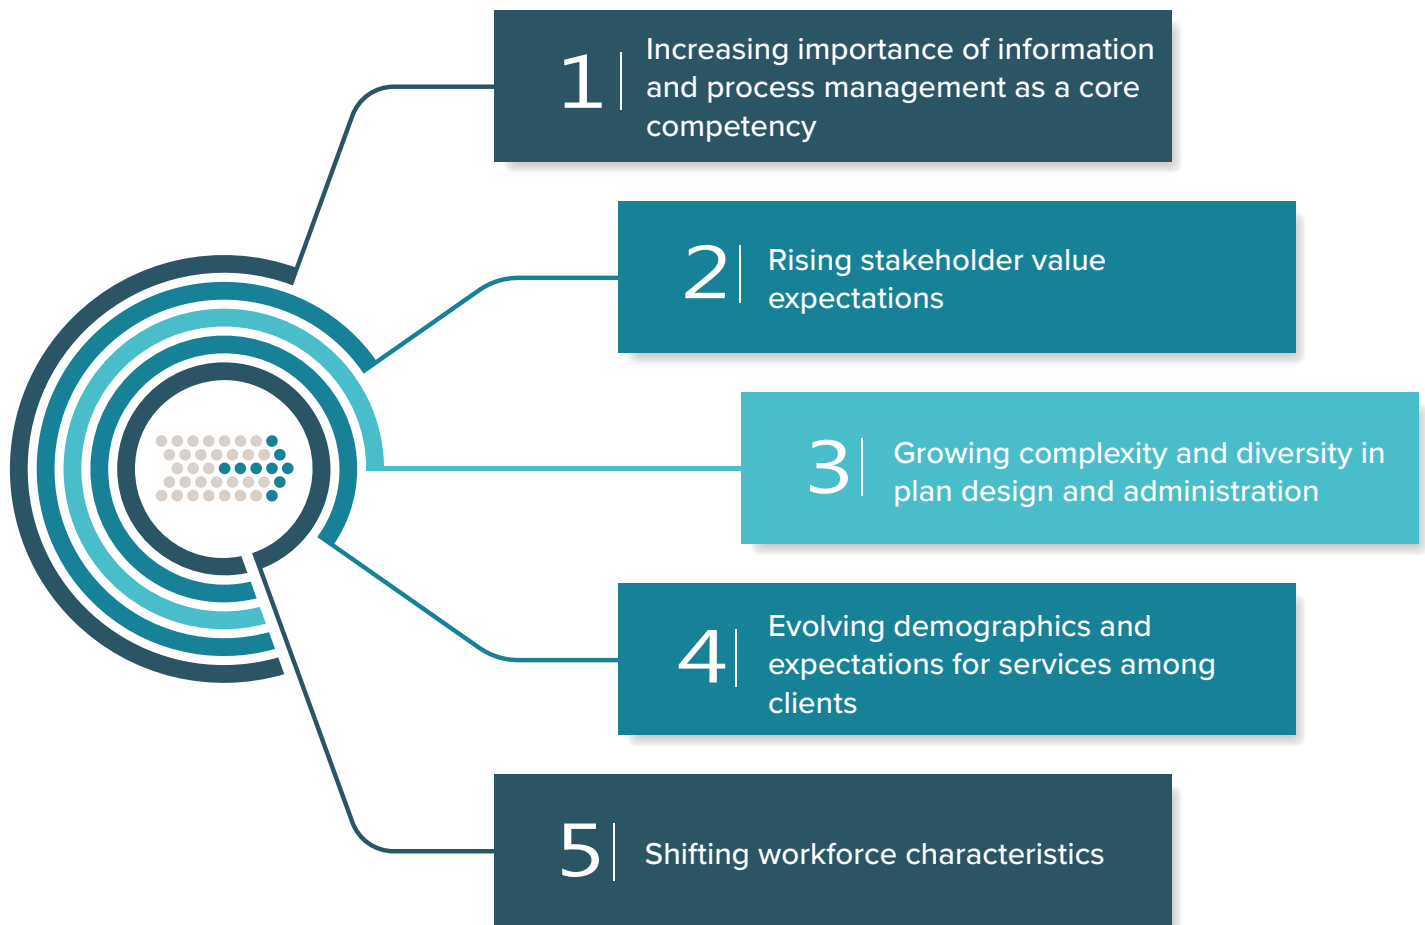 1
Increasing importance of information
and process management as a core
competency
2
Rising stakeholder value
expectations
3
Growing complexity and diversity in
plan design and administration
4
Evolving demographics and
expectations for services among
clients
5
Shifting workforce characteristics